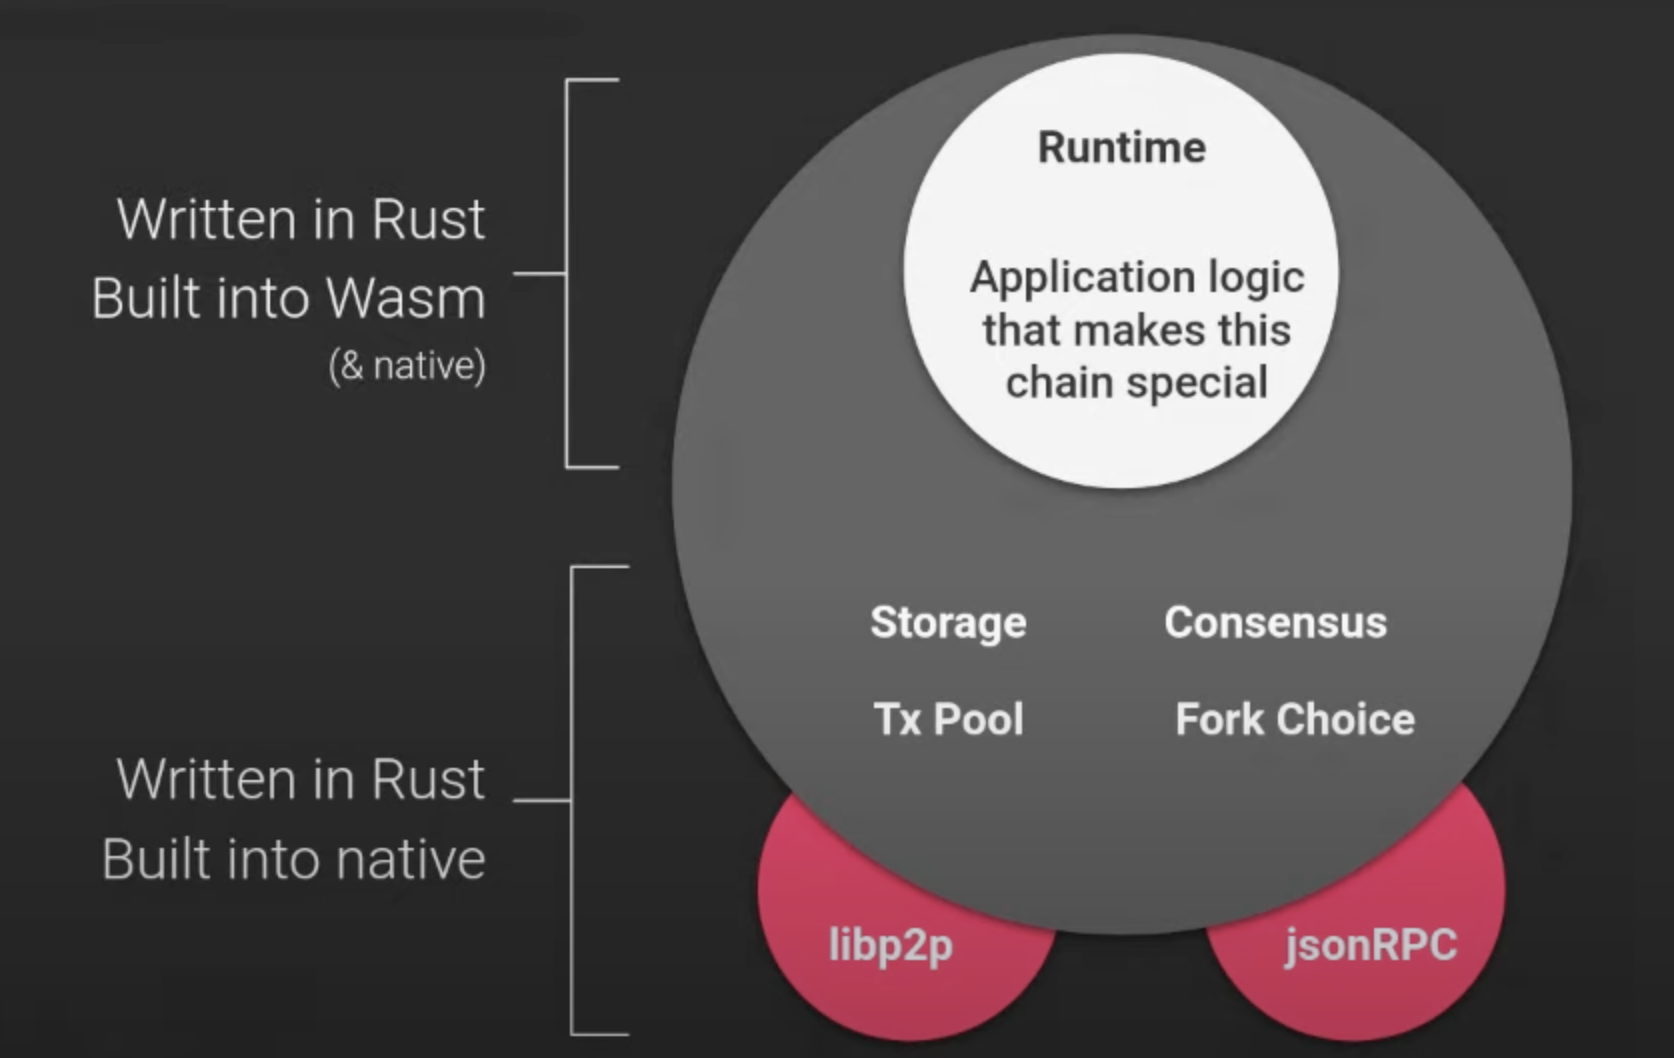 Written in Rust
Built into Wasm
(& native)
Runtime
Application logic
that makes this
chain special
Storage
Consensus
Tx Pool
Fork Choice
Written in Rust
Built into native
libp2p
jsonRPC